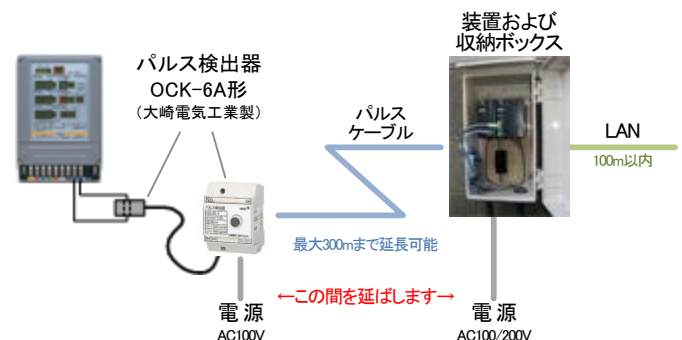 装置および
収納ボックス
パルス検出器
OCK-6A形
(大崎電気工業製)
パルス
ケーブル
LAN
100m以内
最大300mまで延長可能
←この間を延ばします→
電源
AC100V
電源
AC100/200V